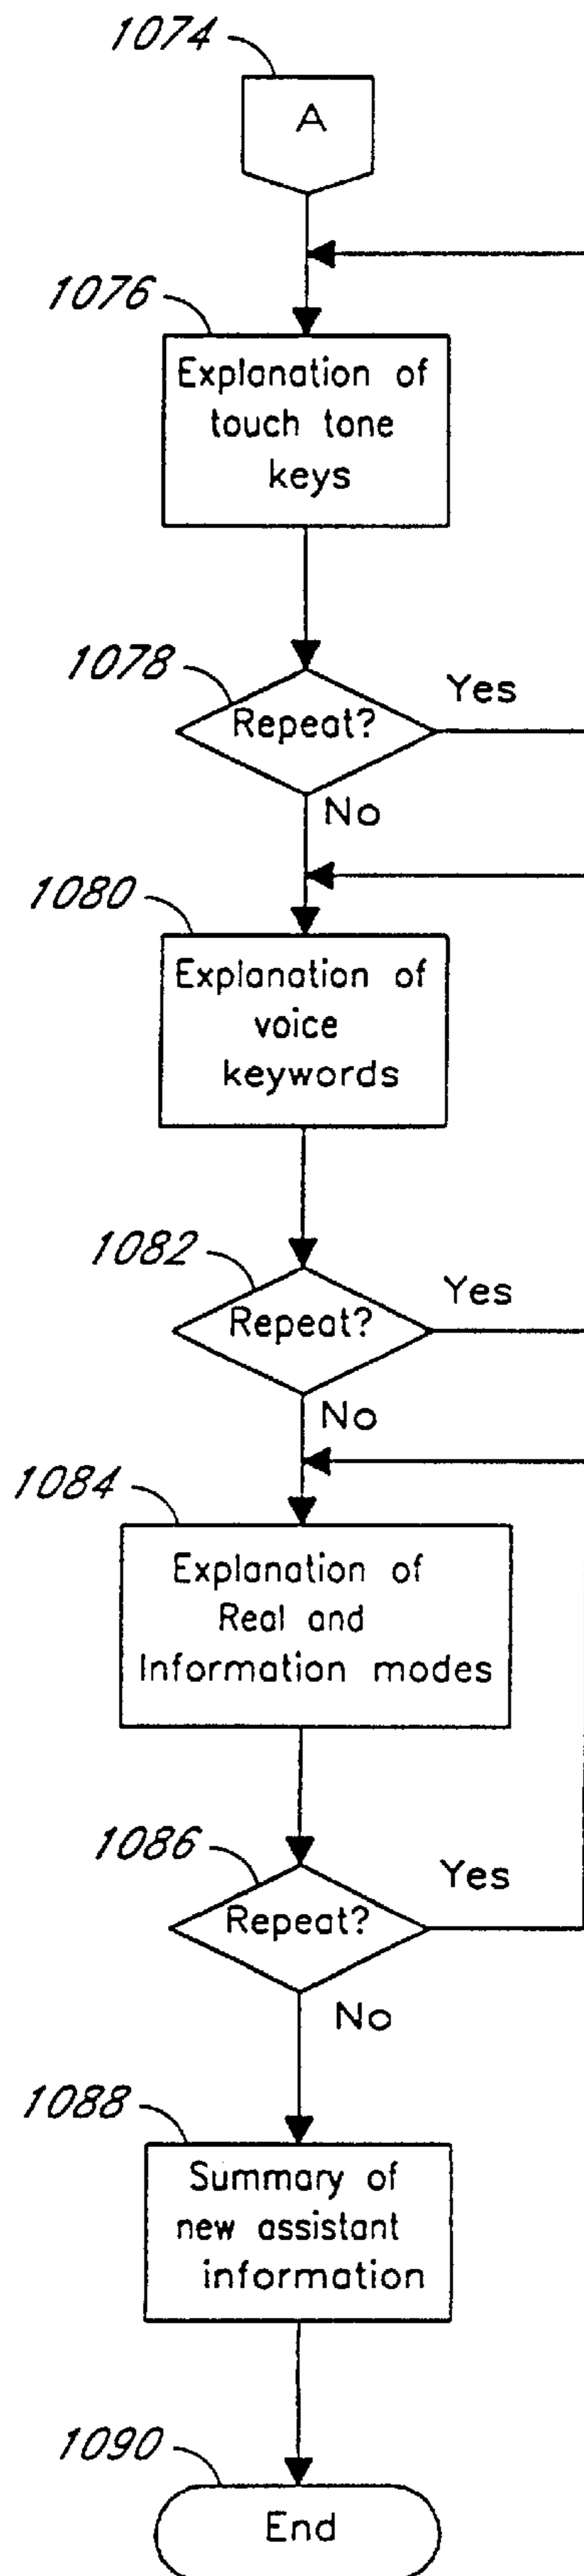 1074
A
1076
Explanation of
touch tone
keys
1078
Repeat?
Yes
No
1080
Explanation of
voice
keywords
1082
Repeat?
Yes
No
1084
Explanation of
Real and
Information modes
1086
Repeat?
Yes
No
1088
Summary of
new assistant
information
1090
End